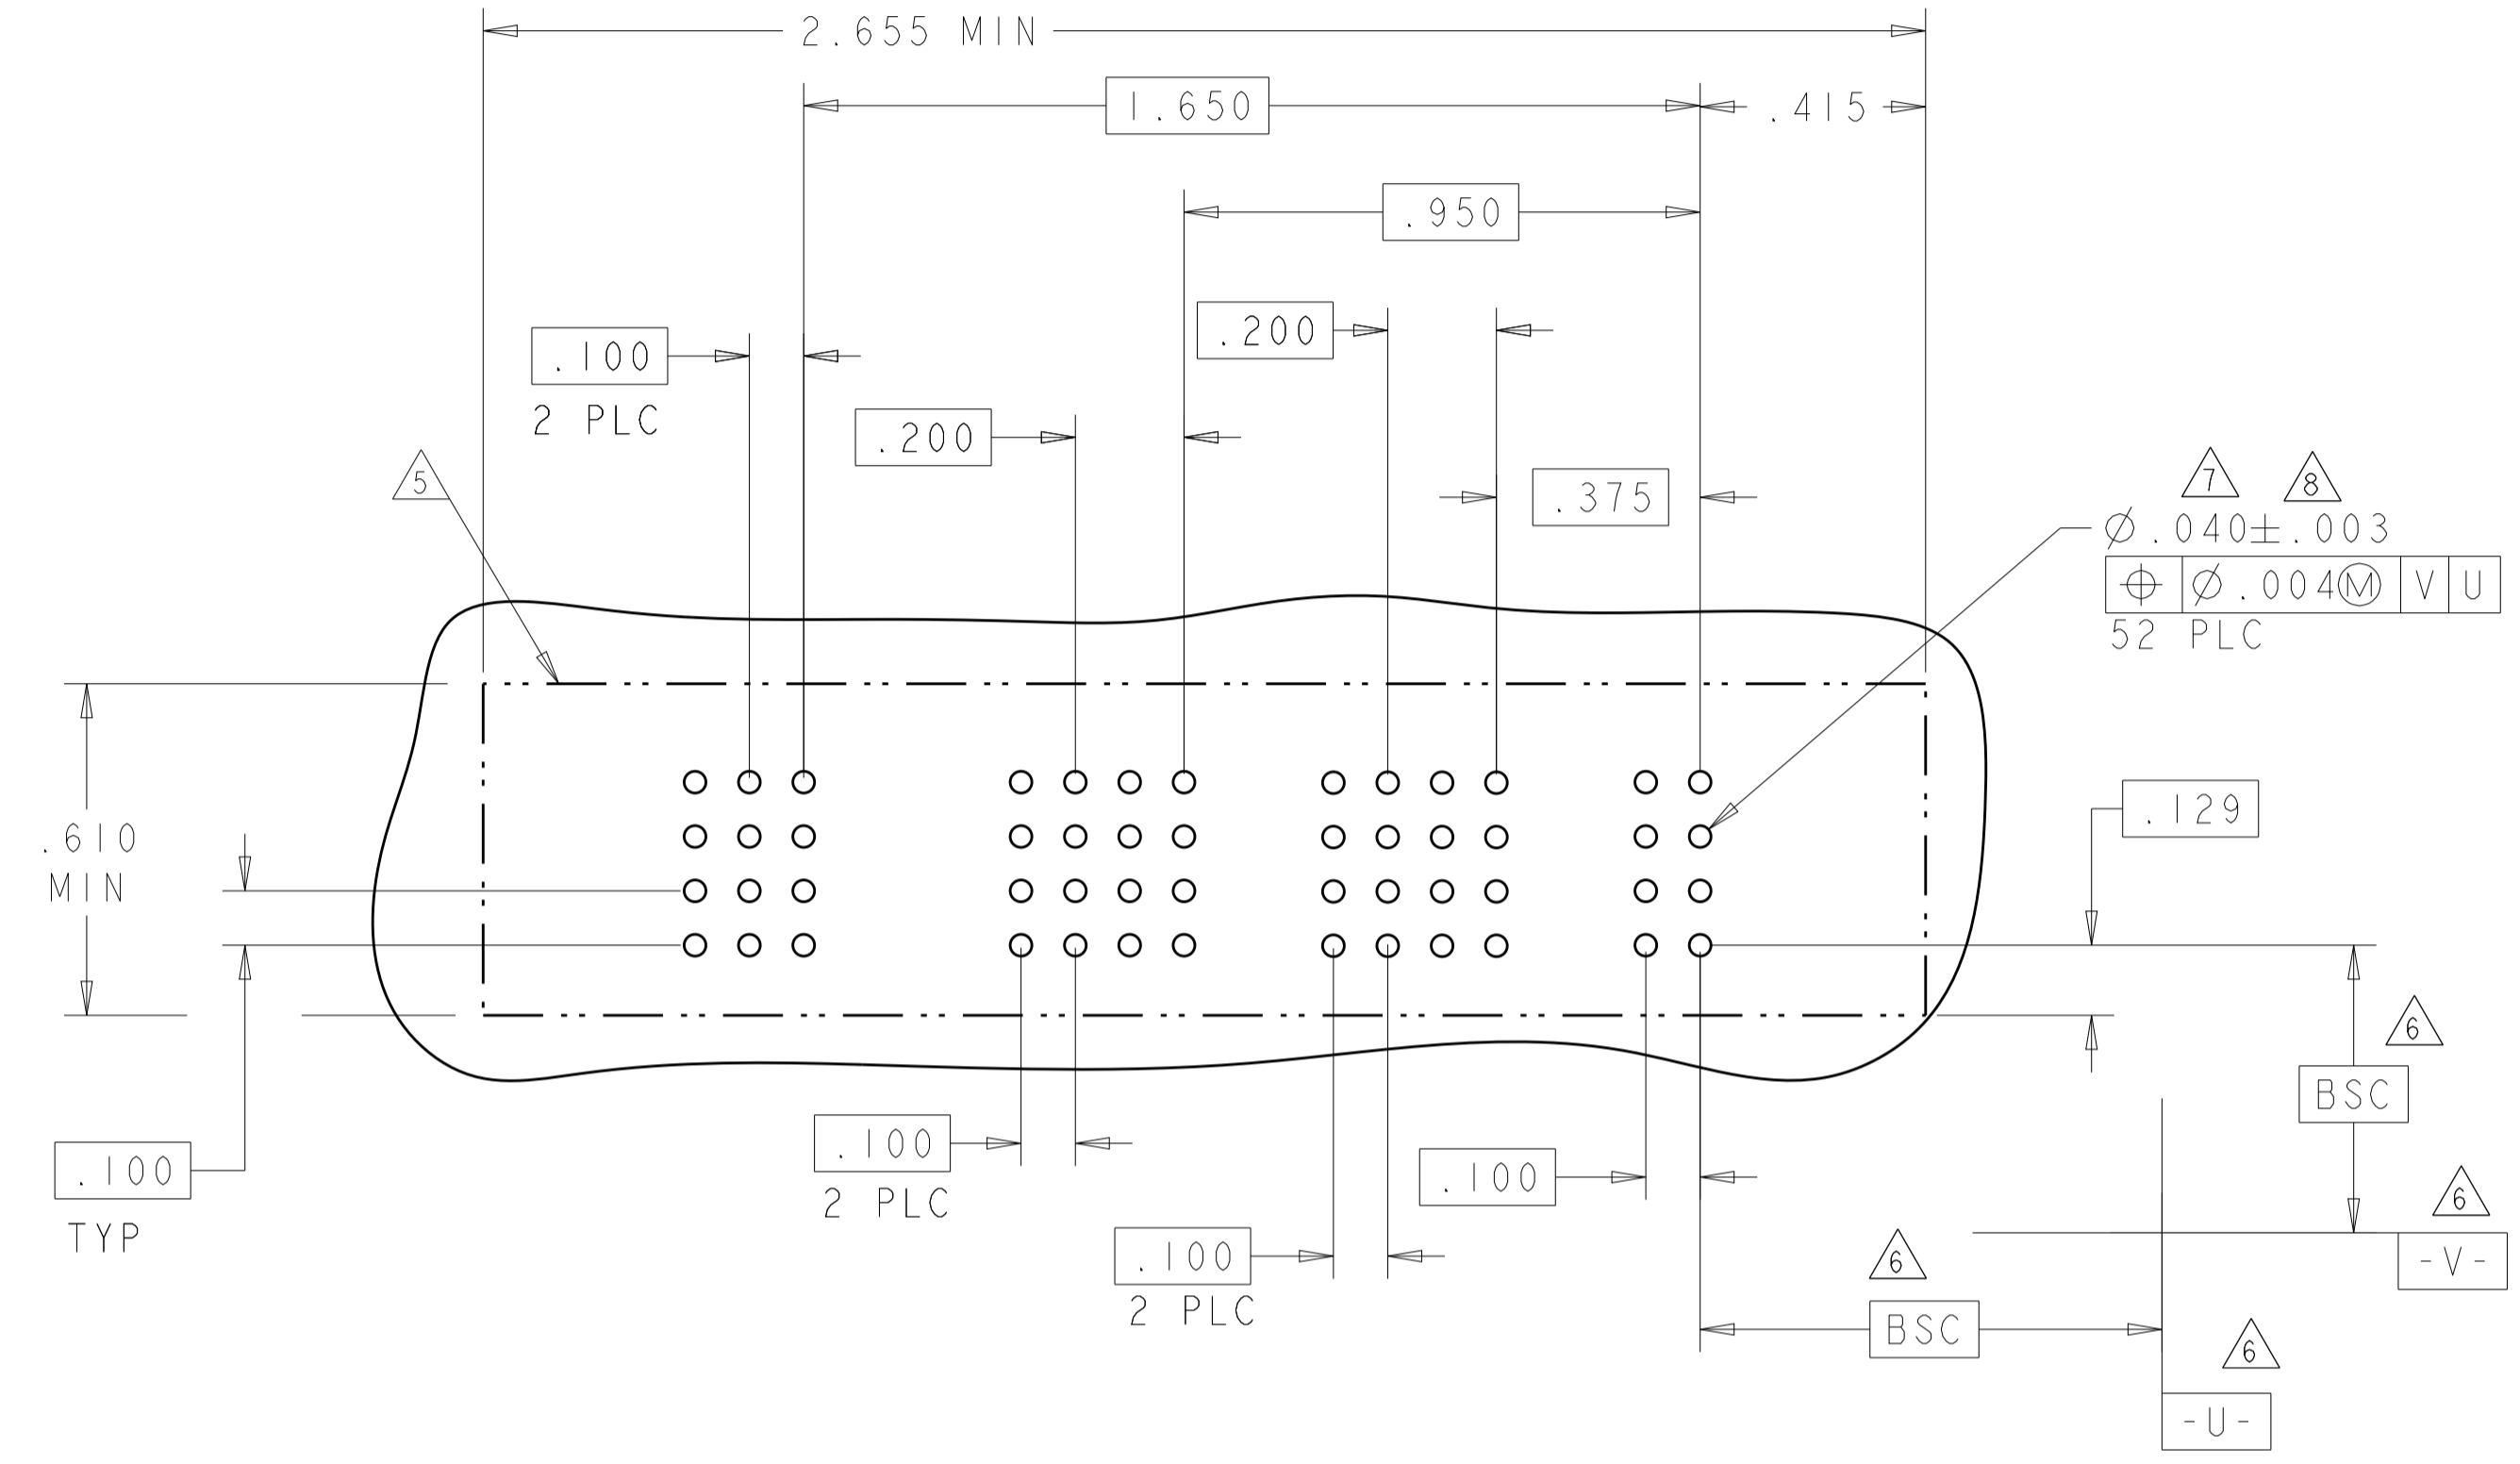 2.655 MIN
1.650
.415
.950
.200
.100
2 PLC
.200
5
.375
7 8
⌀.040±.003
⌖ ⌀.004Ⓜ V U
52 PLC
.610
MIN
.129
6
BSC
.100
TYP
.100
2 PLC
.100
.100
2 PLC
6
-V-
6
BSC
6
-U-